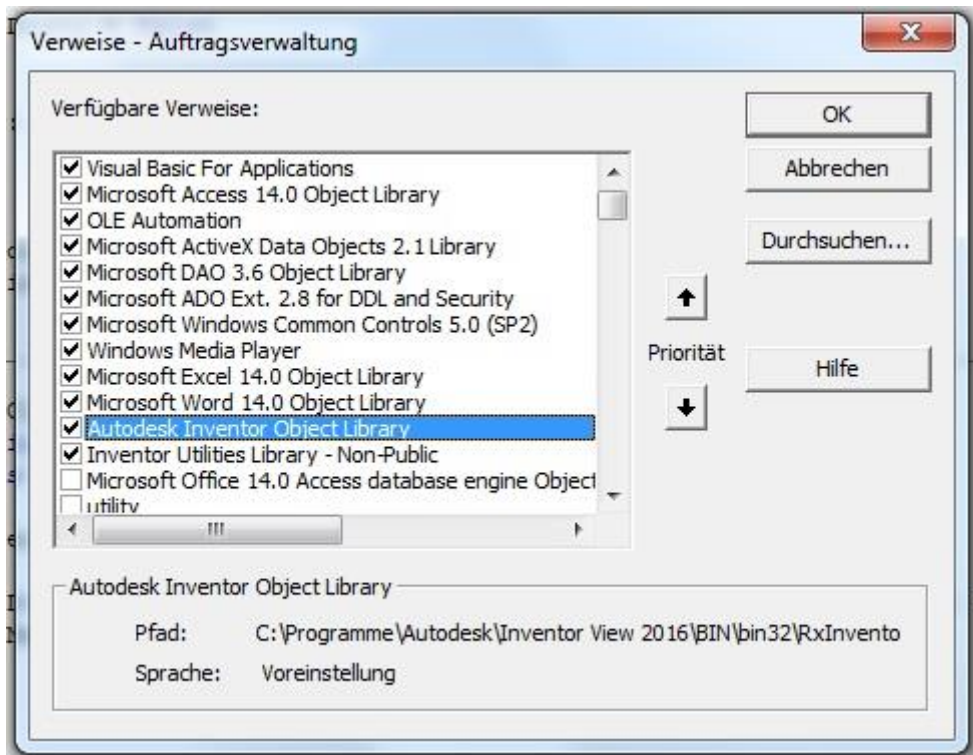 Verweise - Auftragsverwaltung
Verfügbare Verweise:
OK
Abbrechen
Durchsuchen...
Hilfe
Visual Basic For Applications
Microsoft Access 14.0 Object Library
OLE Automation
Microsoft ActiveX Data Objects 2.1 Library
Microsoft DAO 3.6 Object Library
Microsoft ADO Ext. 2.8 for DDL and Security
Microsoft Windows Common Controls 5.0 (SP2)
Windows Media Player
Microsoft Excel 14.0 Object Library
Microsoft Word 14.0 Object Library
Autodesk Inventor Object Library
Inventor Utilities Library - Non-Public
Microsoft Office 14.0 Access database engine Object
utility
Priorität
Autodesk Inventor Object Library
Pfad: C:\Programme\Autodesk\Inventor View 2016\BIN\bin32\RxInvento
Sprache: Voreinstellung